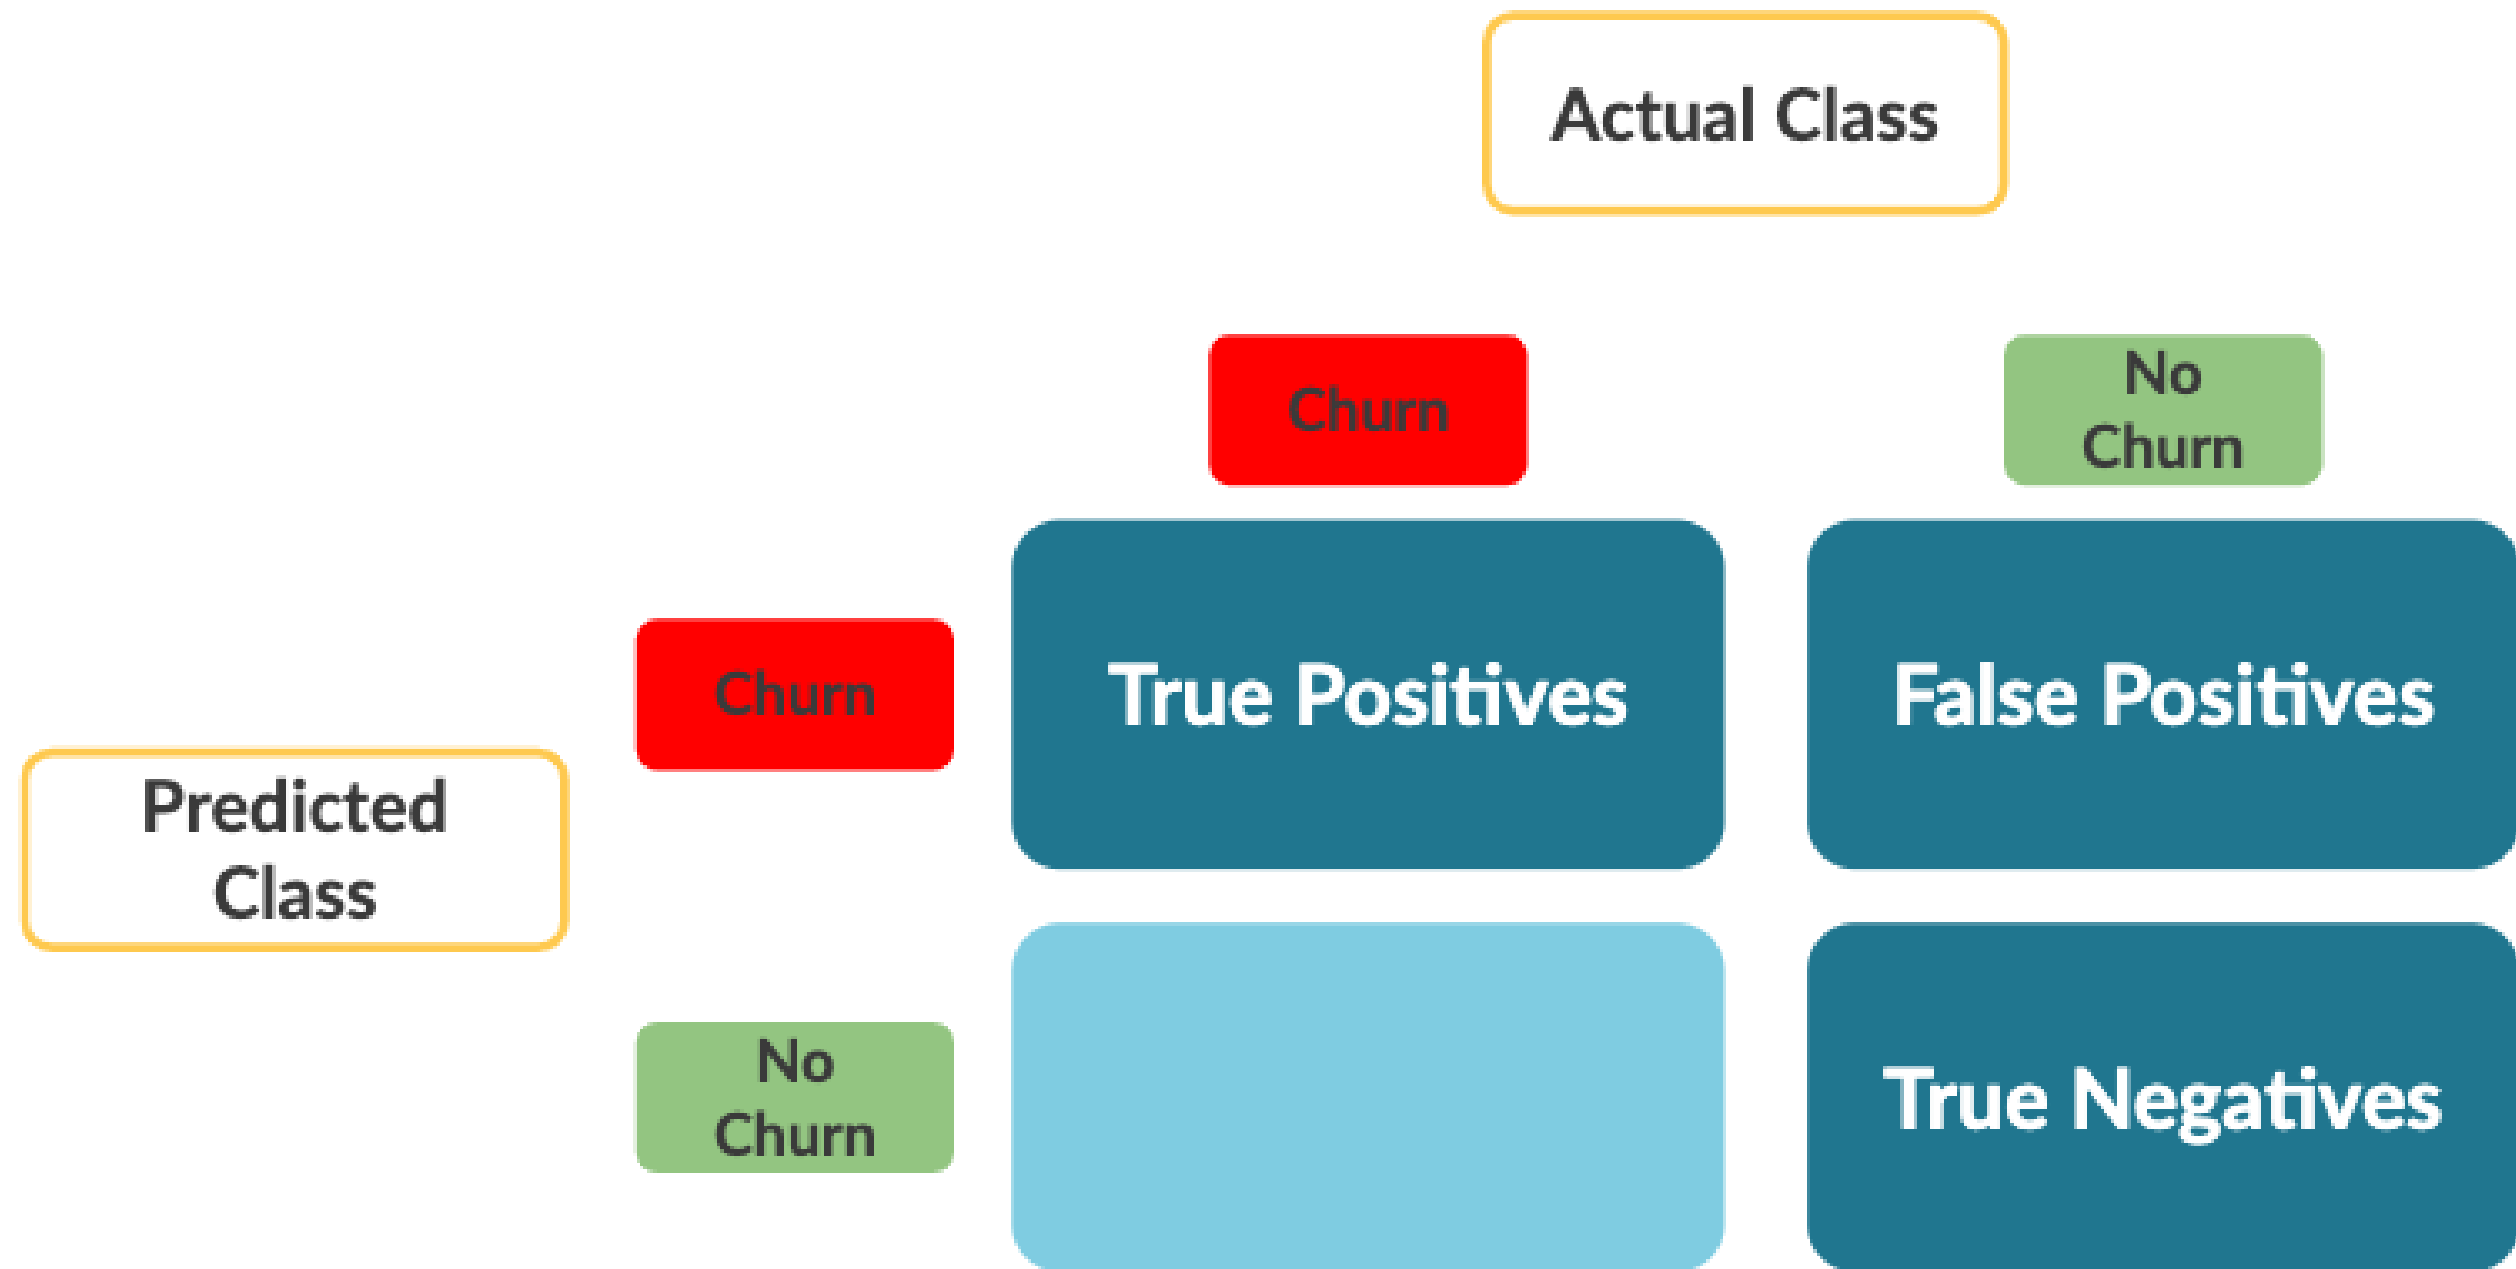 Actual Class
Churn
No
Churn
Churn
True Positives
False Positives
Predicted
Class
No
Churn
True Negatives